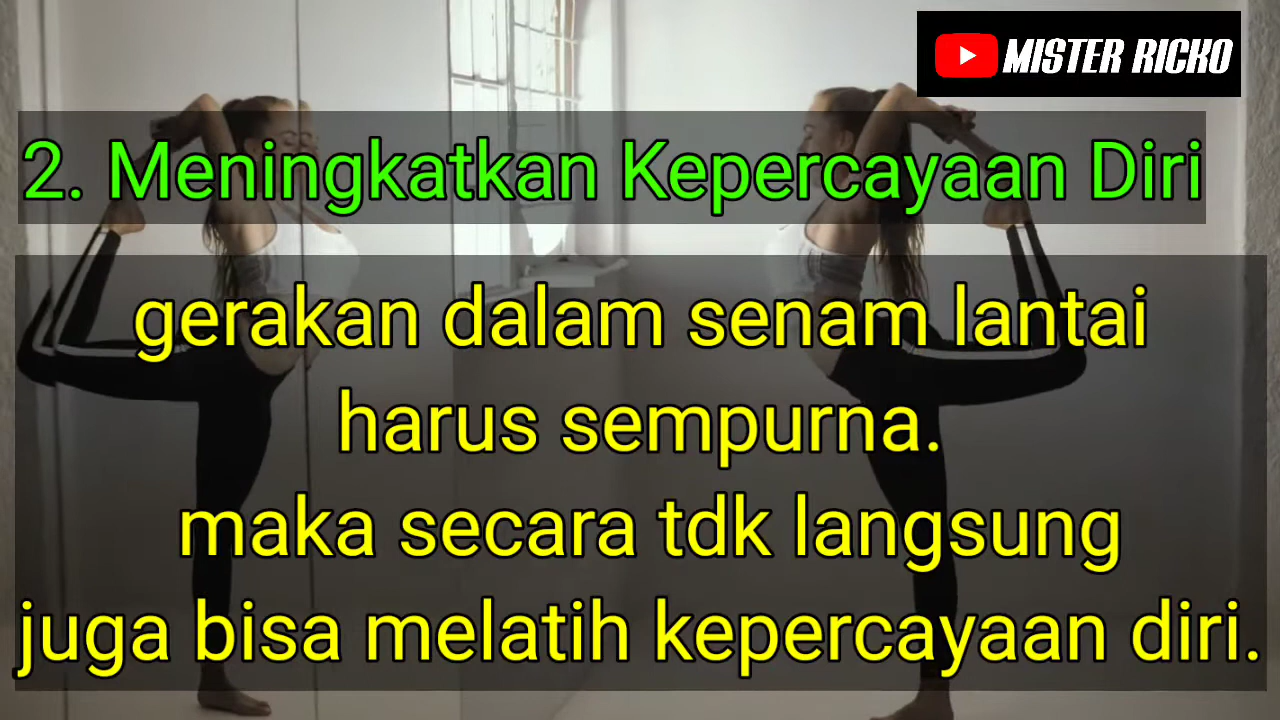 MISTER RICKO
2. Meningkatkan Kepercayaan Diri
gerakan dalam senam lantai
harus sempurna.
maka secara tdk langsung
juga bisa melatih kepercayaan diri.